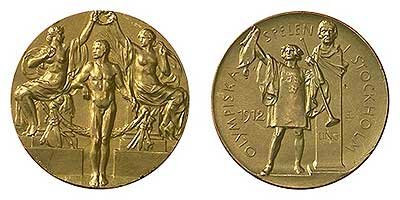 OLYMPISKA SPELEN STOCKHOLM
1912
LING